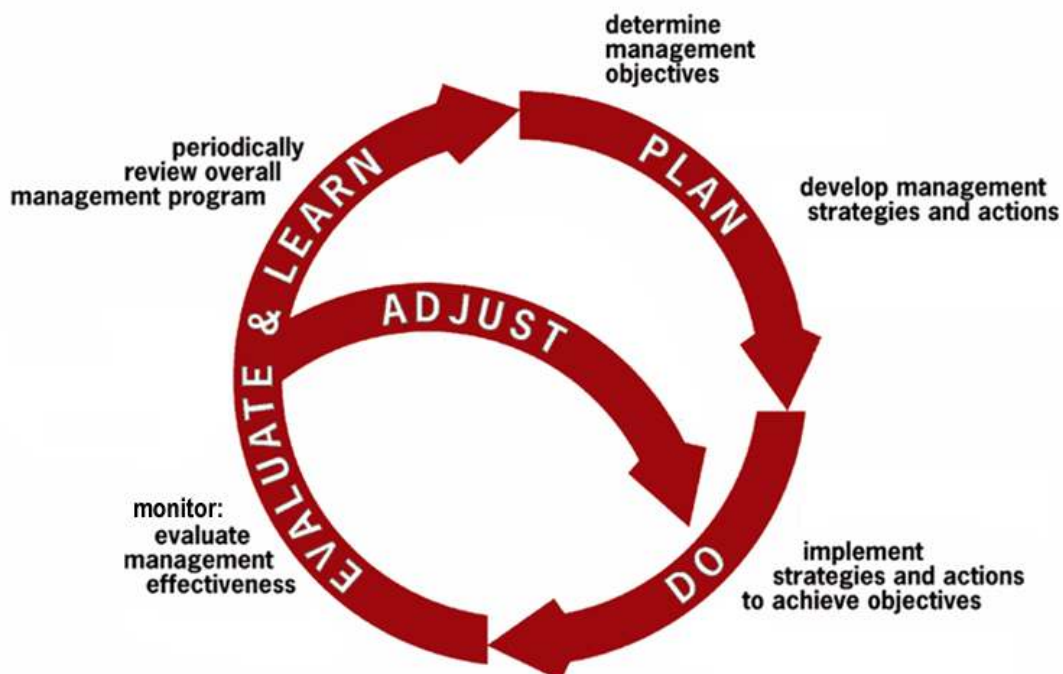 determine
management
objectives
PLAN
develop management
strategies and actions
DO
implement
strategies and actions
to achieve objectives
EVALUATE & LEARN
monitor:
evaluate
management
effectiveness
periodically
review overall
management program
ADJUST